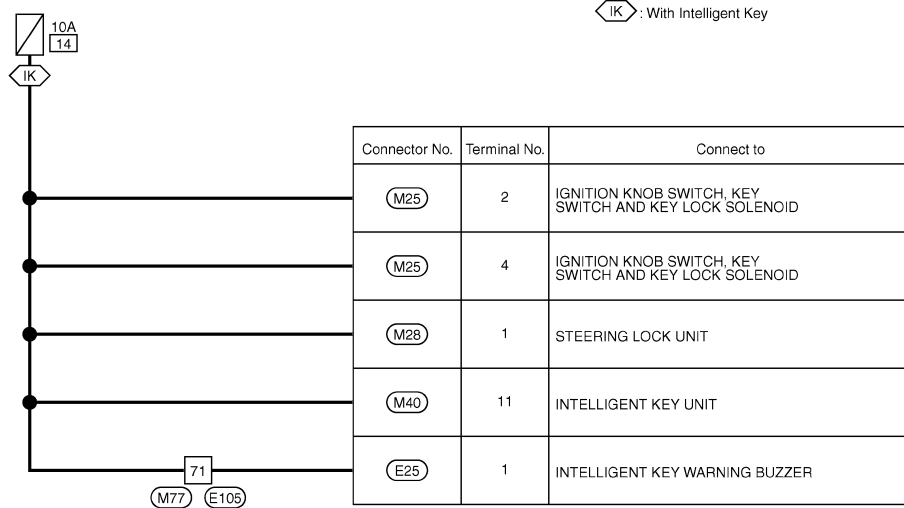 IK : With Intelligent Key
10A
14
IK
Connector No. Terminal No. Connect to
M25 2 IGNITION KNOB SWITCH, KEY
SWITCH AND KEY LOCK SOLENOID
M25 4 IGNITION KNOB SWITCH, KEY
SWITCH AND KEY LOCK SOLENOID
M28 1 STEERING LOCK UNIT
M40 11 INTELLIGENT KEY UNIT
71 E25 1 INTELLIGENT KEY WARNING BUZZER
M77 E105